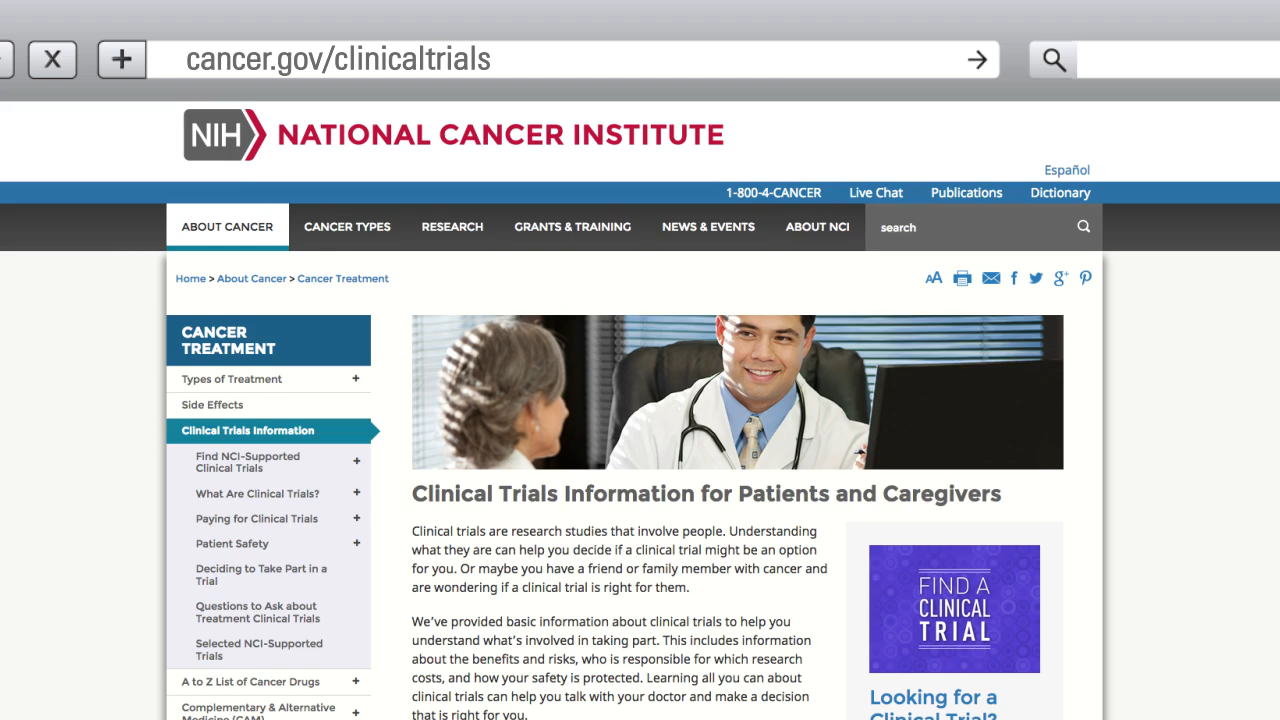 X + cancer.gov/clinicaltrials
NIH NATIONAL CANCER INSTITUTE
Español
1-800-4-CANCER Live Chat Publications Dictionary
ABOUT CANCER CANCER TYPES RESEARCH GRANTS & TRAINING NEWS & EVENTS ABOUT NCI search
Home > About Cancer > Cancer Treatment
AA f g+
CANCER
TREATMENT
Types of Treatment +
Side Effects
Clinical Trials Information
Find NCI-Supported
Clinical Trials +
What Are Clinical Trials? +
Paying for Clinical Trials +
Patient Safety +
Deciding to Take Part in a
Trial
Questions to Ask about
Treatment Clinical Trials
Selected NCI-Supported
Trials
A to Z List of Cancer Drugs +
Complementary & Alternative
Medicine (CAM) +
Clinical Trials Information for Patients and Caregivers
Clinical trials are research studies that involve people. Understanding
what they are can help you decide if a clinical trial might be an option
for you. Or maybe you have a friend or family member with cancer and
are wondering if a clinical trial is right for them.
We've provided basic information about clinical trials to help you
understand what's involved in taking part. This includes information
about the benefits and risks, who is responsible for which research
costs, and how your safety is protected. Learning all you can about
clinical trials can help you talk with your doctor and make a decision
that is right for you.
FIND A
CLINICAL
TRIAL
Looking for a
Clinical Trial?